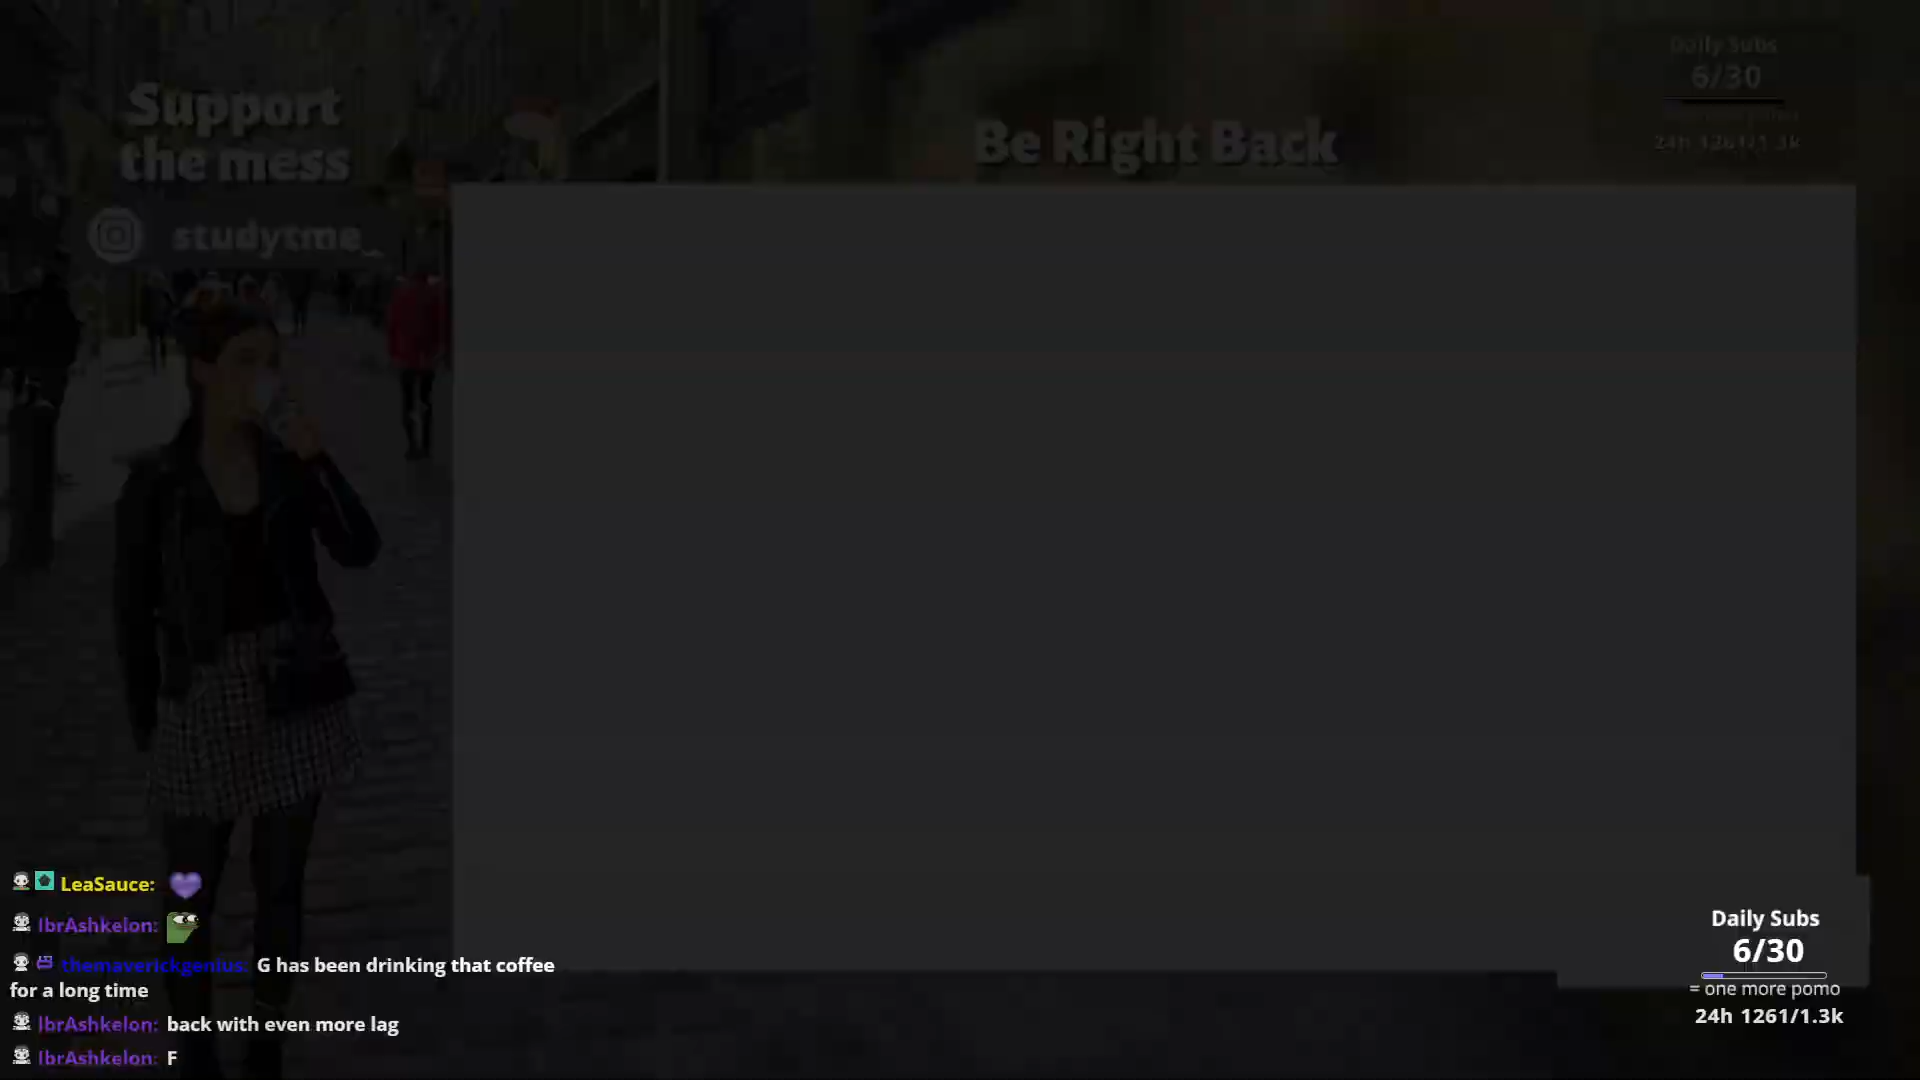 Support
the mess
studytme_
Be Right Back
Daily Subs
6/30
24h 1261/1.3k
LeaSauce:
IbrAshkelon:
themaverickgenius: G has been drinking that coffee
for a long time
IbrAshkelon: back with even more lag
IbrAshkelon: F
Daily Subs
6/30
= one more pomo
24h 1261/1.3k